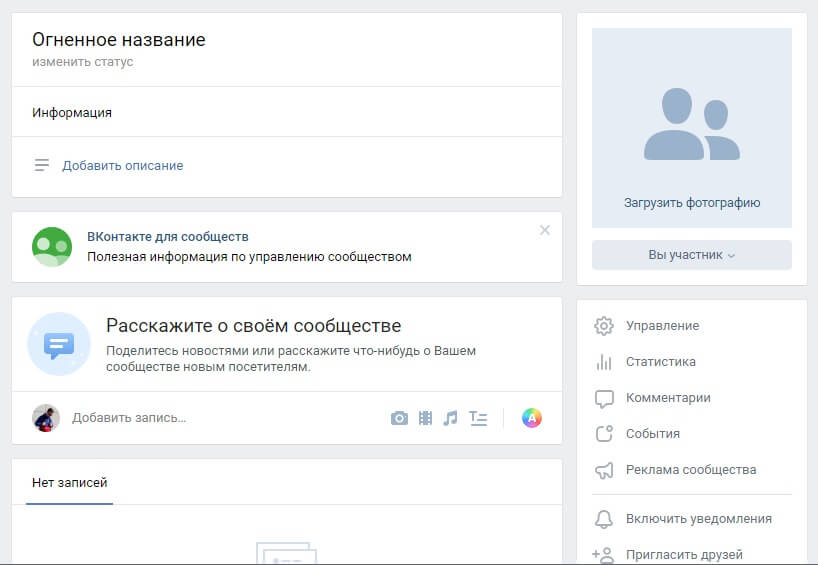 Огненное название
изменить статус
Информация
Добавить описание
ВКонтакте для сообществ
Полезная информация по управлению сообществом
Расскажите о своём сообществе
Поделитесь новостями или расскажите что-нибудь о Вашем
сообществе новым посетителям.
Добавить запись...
A
Нет записей
Загрузить фотографию
Вы участник
Управление
Статистика
Комментарии
События
Реклама сообщества
Включить уведомления
Пригласить друзей